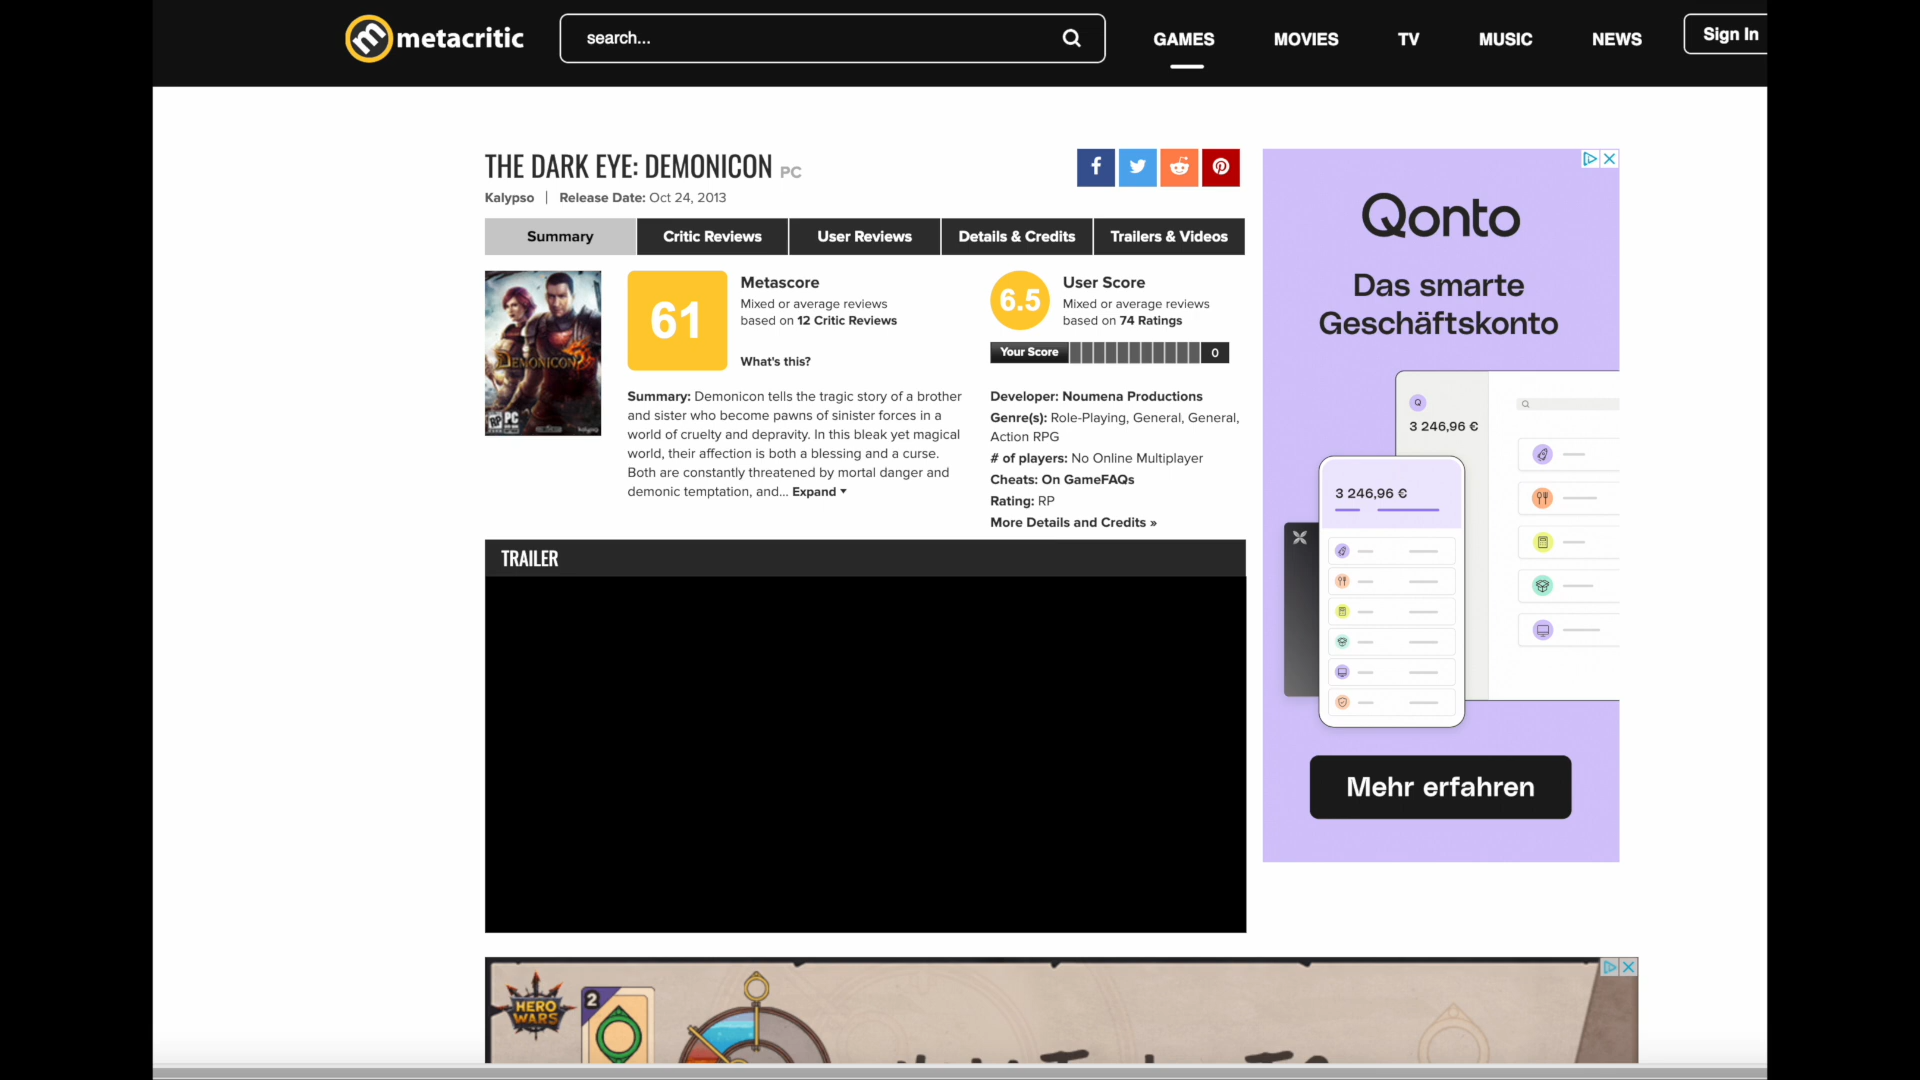 metacritic
search...
GAMES
MOVIES
TV
MUSIC
NEWS
Sign In
THE DARK EYE: DEMONICON PC
Kalypso | Release Date: Oct 24, 2013
Summary
Critic Reviews
User Reviews
Details & Credits
Trailers & Videos
DEMONICON
PC
61
Metascore
Mixed or average reviews
based on 12 Critic Reviews
What's this?
6.5
User Score
Mixed or average reviews
based on 74 Ratings
Your Score
0
Summary: Demonicon tells the tragic story of a brother
and sister who become pawns of sinister forces in a
world of cruelty and depravity. In this bleak yet magical
world, their affection is both a blessing and a curse.
Both are constantly threatened by mortal danger and
demonic temptation, and... Expand
Developer: Noumena Productions
Genre(s): Role-Playing, General, General,
Action RPG
# of players: No Online Multiplayer
Cheats: On GameFAQs
Rating: RP
More Details and Credits »
TRAILER
Qonto
Das smarte
Geschäftskonto
Q
3 246,96 €
3 246,96 €
Mehr erfahren
HERO
WARS
2